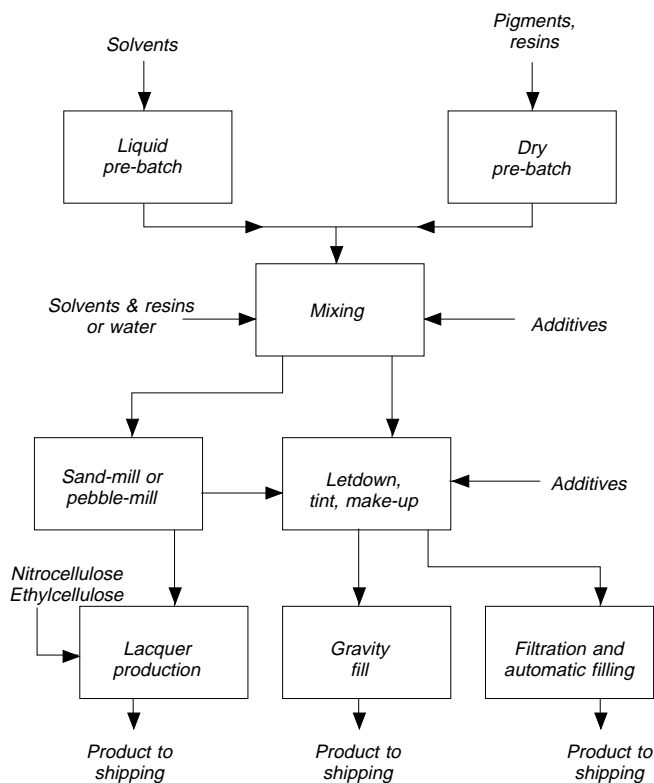 Solvents
Pigments,
resins
Liquid
pre-batch
Dry
pre-batch
Solvents & resins
or water
Mixing
Additives
Sand-mill or
pebble-mill
Letdown,
tint, make-up
Additives
Nitrocellulose
Ethylcellulose
Lacquer
production
Gravity
fill
Filtration and
automatic filling
Product to
shipping
Product to
shipping
Product to
shipping